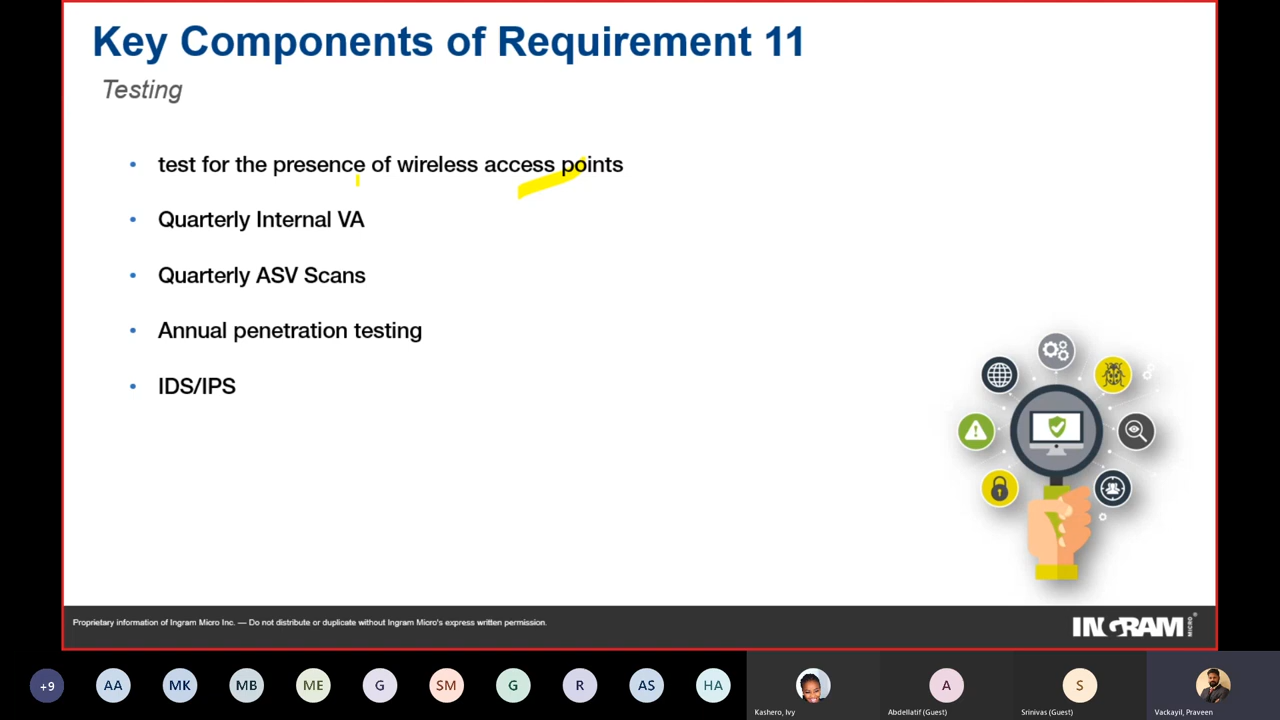 Key Components of Requirement 11
Testing
• test for the presence of wireless access points
• Quarterly Internal VA
• Quarterly ASV Scans
• Annual penetration testing
• IDS/IPS
Proprietary information of Ingram Micro Inc. — Do not distribute or duplicate without Ingram Micro's express written permission.
INGRAM MICRO
+9 AA MK MB ME G SM G R AS HA A S
Kashero, Ivy Abdellatif (Guest) Srinivas (Guest) Vackayil, Praveen